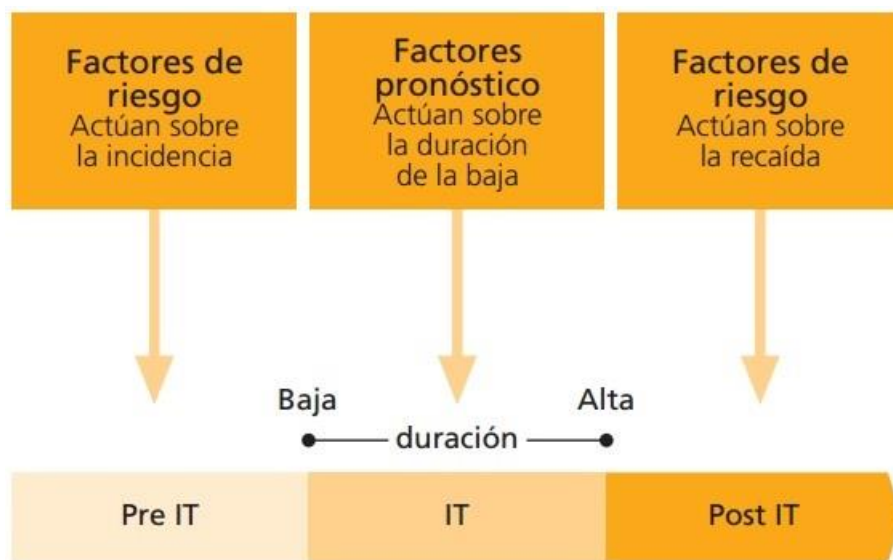 Factores de
riesgo
Actúan sobre
la incidencia
Factores
pronóstico
Actúan sobre
la duración
de la baja
Factores de
riesgo
Actúan sobre
la recaída
Baja
Alta
duración
Pre IT
IT
Post IT